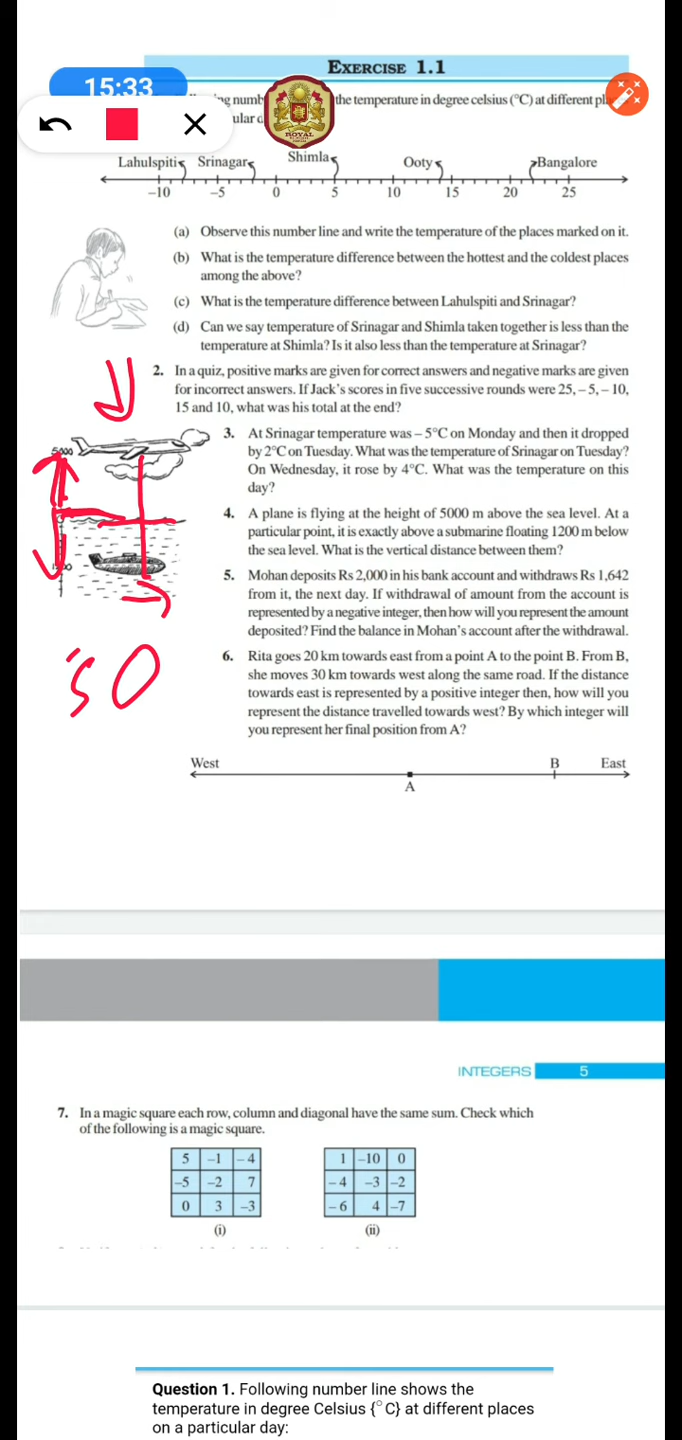 EXERCISE 1.1
15:33
ng numb the temperature in degree celsius (°C) at different pl
ular d
ROYAL
Lahulspiti Srinagar Shimla Ooty Bangalore
–10 –5 0 5 10 15 20 25
(a) Observe this number line and write the temperature of the places marked on it.
(b) What is the temperature difference between the hottest and the coldest places
among the above?
(c) What is the temperature difference between Lahulspiti and Srinagar?
(d) Can we say temperature of Srinagar and Shimla taken together is less than the
temperature at Shimla? Is it also less than the temperature at Srinagar?
2. In a quiz, positive marks are given for correct answers and negative marks are given
for incorrect answers. If Jack's scores in five successive rounds were 25, – 5, – 10,
15 and 10, what was his total at the end?
3. At Srinagar temperature was – 5°C on Monday and then it dropped
by 2°C on Tuesday. What was the temperature of Srinagar on Tuesday?
On Wednesday, it rose by 4°C. What was the temperature on this
day?
4. A plane is flying at the height of 5000 m above the sea level. At a
particular point, it is exactly above a submarine floating 1200 m below
the sea level. What is the vertical distance between them?
5. Mohan deposits Rs 2,000 in his bank account and withdraws Rs 1,642
from it, the next day. If withdrawal of amount from the account is
represented by a negative integer, then how will you represent the amount
deposited? Find the balance in Mohan's account after the withdrawal.
6. Rita goes 20 km towards east from a point A to the point B. From B,
she moves 30 km towards west along the same road. If the distance
towards east is represented by a positive integer then, how will you
represent the distance travelled towards west? By which integer will
you represent her final position from A?
5000
50
West B East
A
INTEGERS 5
7. In a magic square each row, column and diagonal have the same sum. Check which
of the following is a magic square.
5 –1 – 4 1 –10 0
–5 –2 7 – 4 –3 –2
0 3 –3 – 6 4 –7
(i) (ii)
Question 1. Following number line shows the
temperature in degree Celsius {°C} at different places
on a particular day: